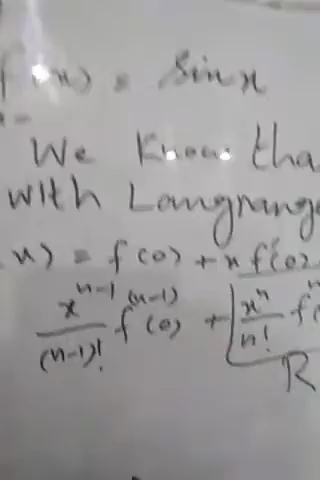 f(x) = Sinx
We Know tha
With Langrange
x) = f(0) + x f'(0)
x^{n-1}/(n-1)! f^{(n-1)}(0) + x^n/n! f^n
R